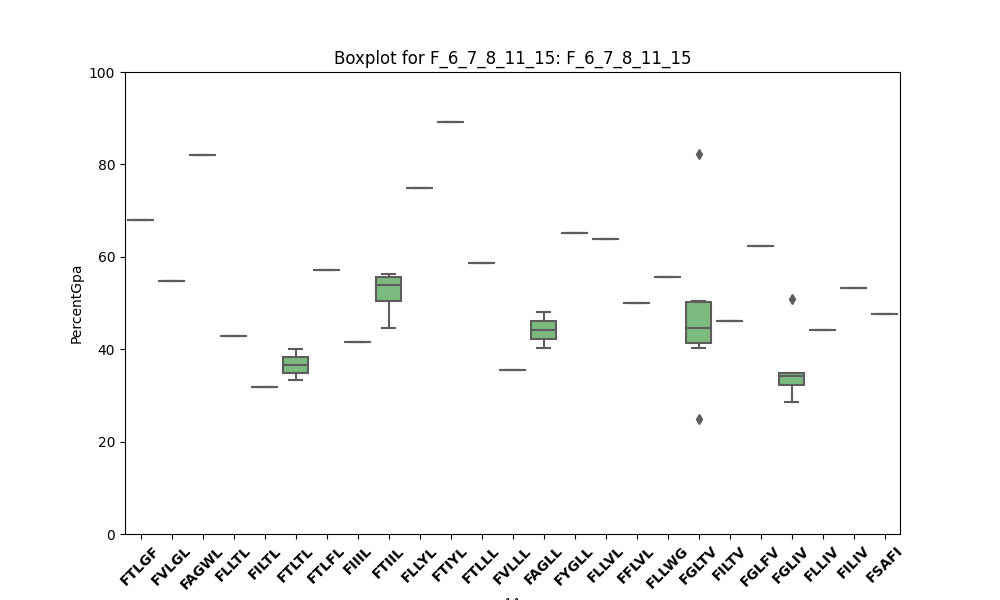 Boxplot for F_6_7_8_11_15: F_6_7_8_11_15
100
80
60
40
20
0
PercentGpa
FTLGF FVLGL FAGWL FLLTL FILTL FTLTL FTLFL FIIIL FTIIL FLLYL FTIYL FTLLL FVLLL FAGLL FYGLL FLLVL FFLVL FLLWG FGLTV FILTV FGLFV FGLIV FLLIV FILIV FSAFI